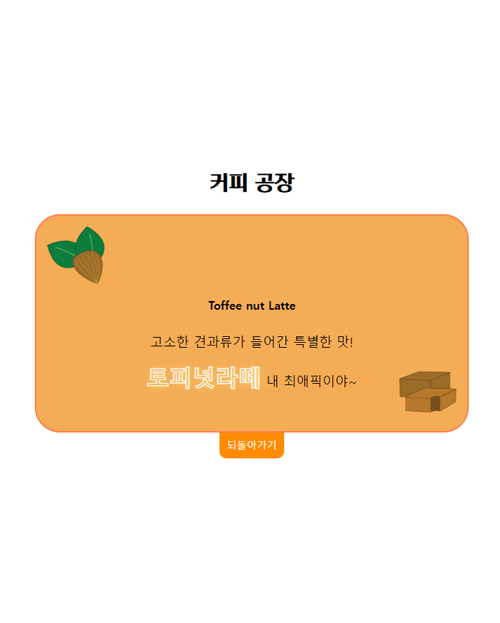 커피 공장
Toffee nut Latte
고소한 견과류가 들어간 특별한 맛!
토피넛라떼 내 최애픽이야~
되돌아가기